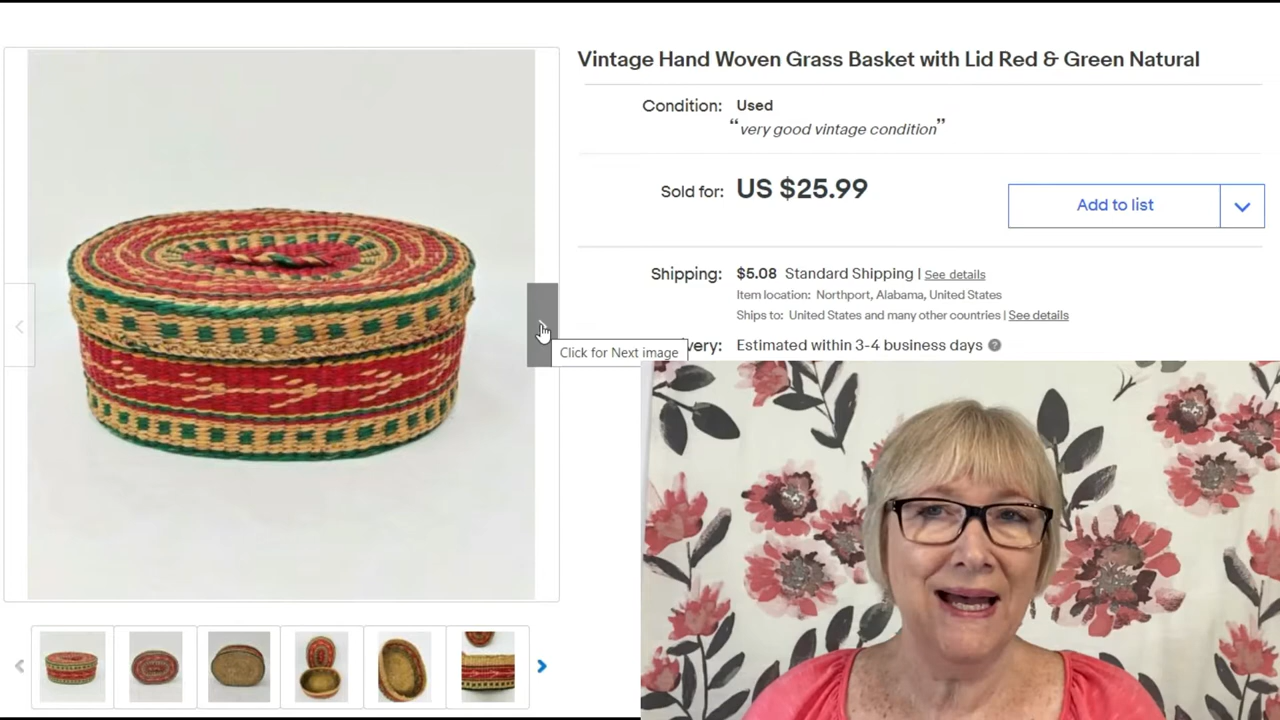 Vintage Hand Woven Grass Basket with Lid Red & Green Natural
Condition: Used
“very good vintage condition”
Sold for: US $25.99
Add to list
Shipping: $5.08 Standard Shipping | See details
Item location: Northport, Alabama, United States
Ships to: United States and many other countries | See details
Click for Next image
very: Estimated within 3-4 business days ?